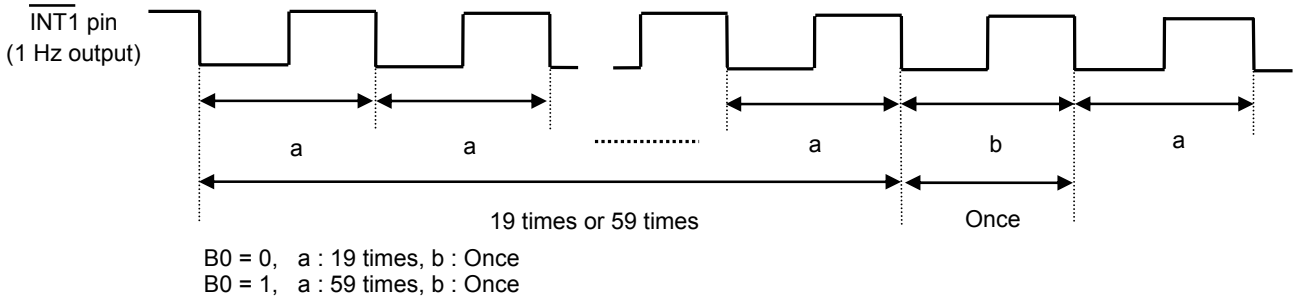 INT1 pin
(1 Hz output)
a
a
a
b
a
19 times or 59 times
Once
B0 = 0, a : 19 times, b : Once
B0 = 1, a : 59 times, b : Once